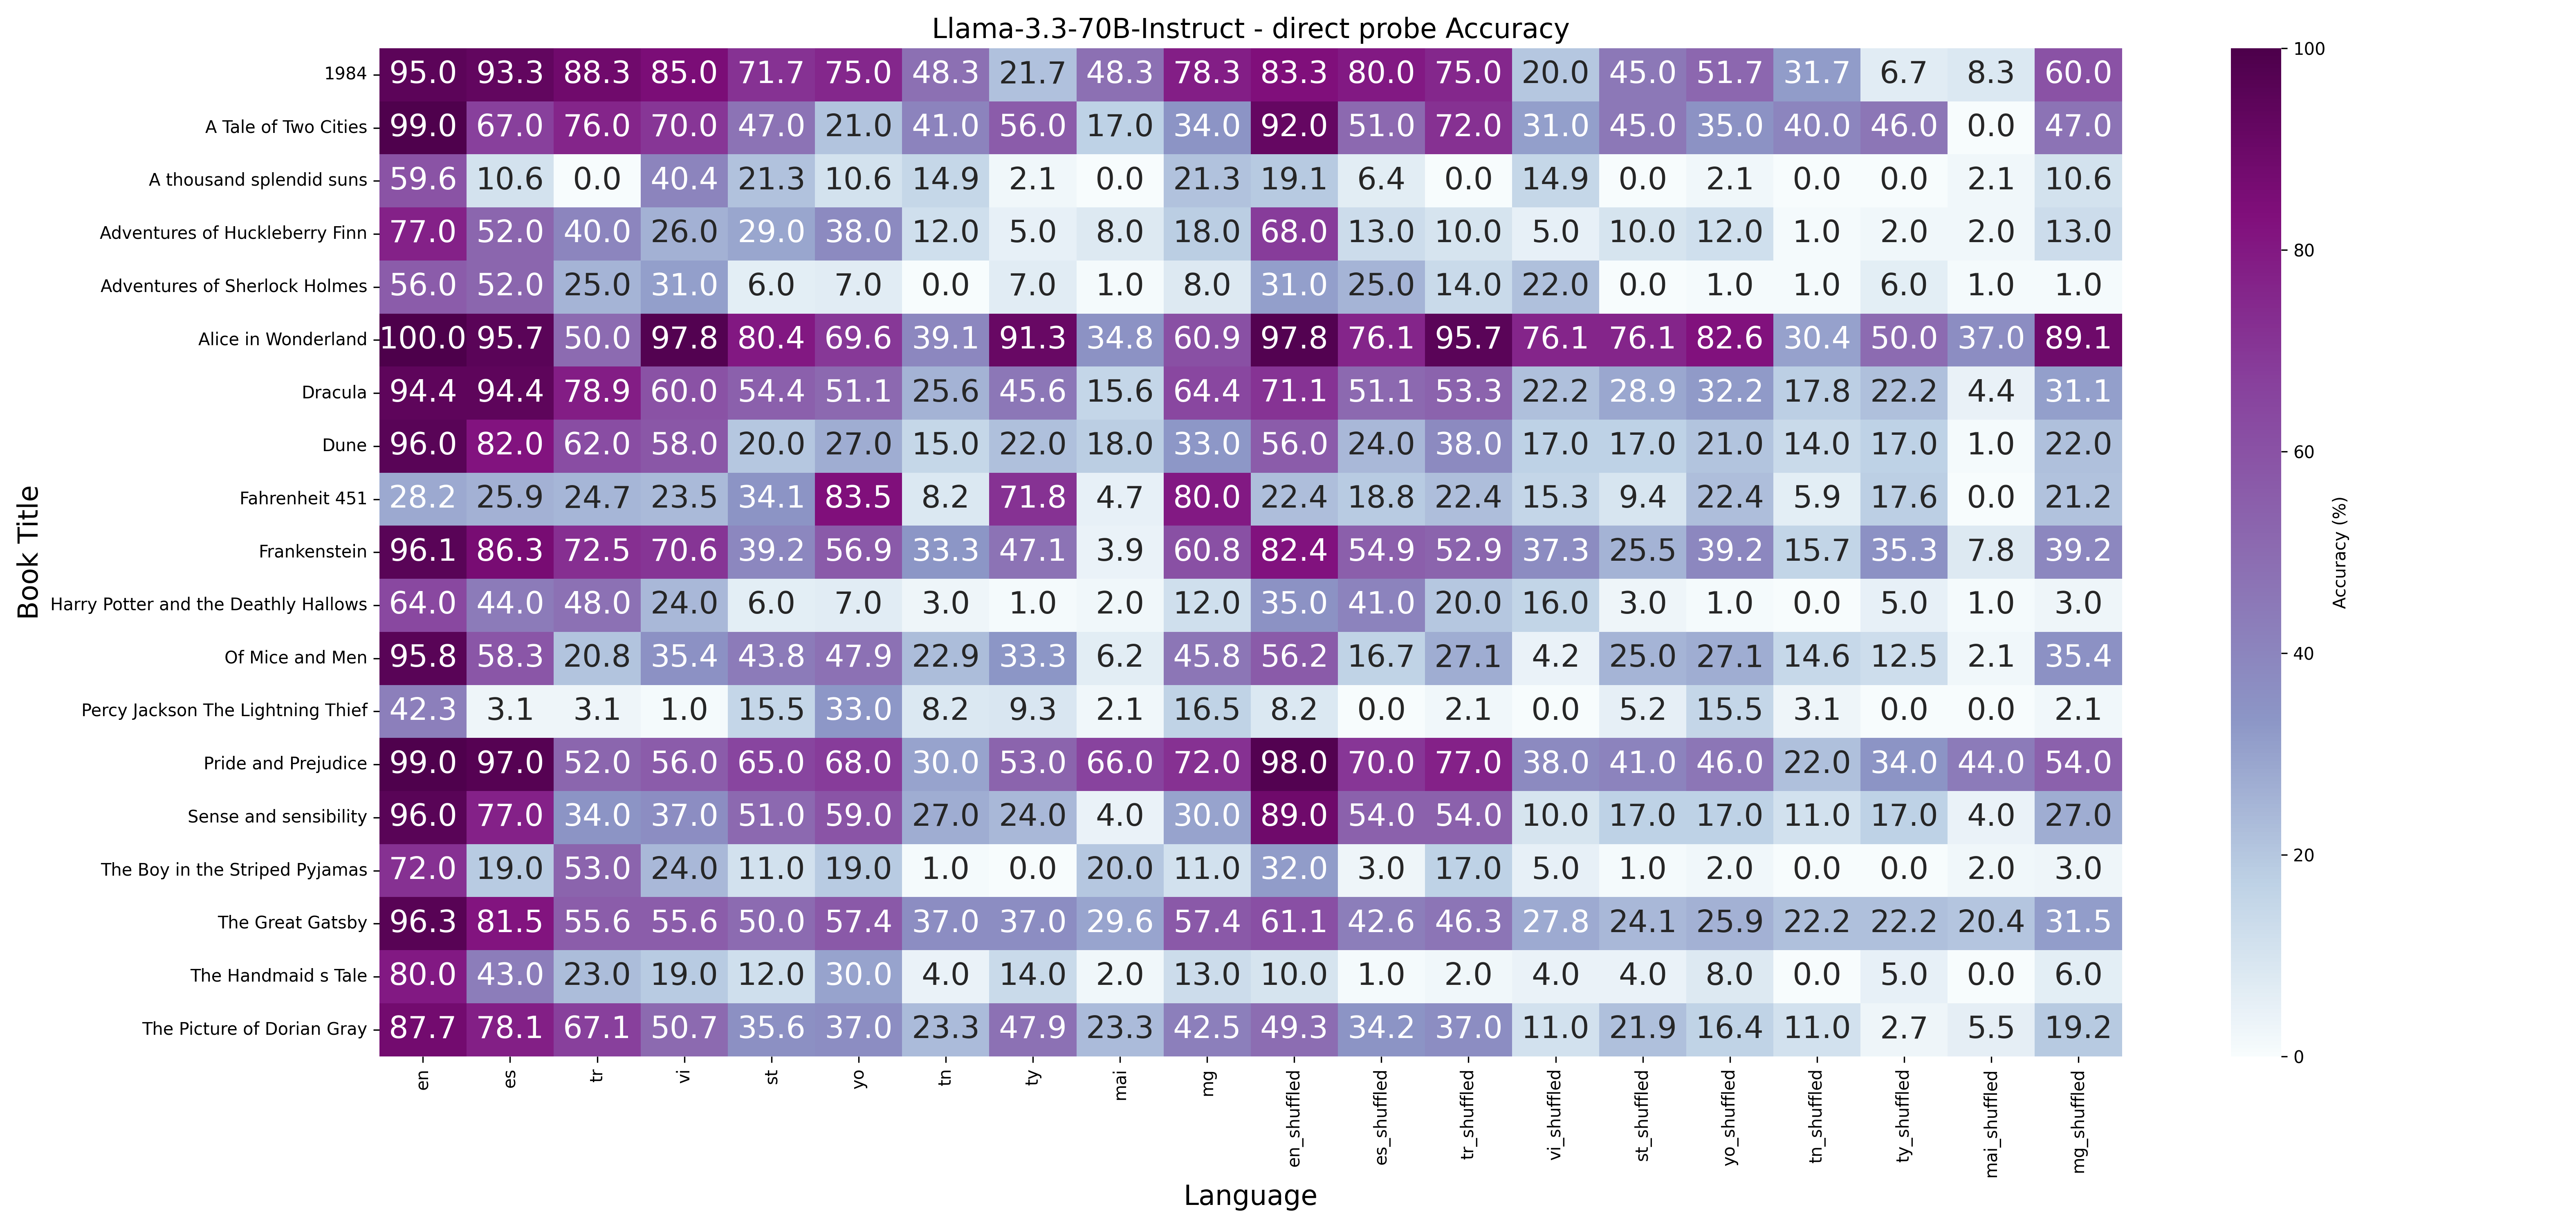 Llama-3.3-70B-Instruct - direct probe Accuracy
Book Title
1984 95.0 93.3 88.3 85.0 71.7 75.0 48.3 21.7 48.3 78.3 83.3 80.0 75.0 20.0 45.0 51.7 31.7 6.7 8.3 60.0
A Tale of Two Cities 99.0 67.0 76.0 70.0 47.0 21.0 41.0 56.0 17.0 34.0 92.0 51.0 72.0 31.0 45.0 35.0 40.0 46.0 0.0 47.0
A thousand splendid suns 59.6 10.6 0.0 40.4 21.3 10.6 14.9 2.1 0.0 21.3 19.1 6.4 0.0 14.9 0.0 2.1 0.0 0.0 2.1 10.6
Adventures of Huckleberry Finn 77.0 52.0 40.0 26.0 29.0 38.0 12.0 5.0 8.0 18.0 68.0 13.0 10.0 5.0 10.0 12.0 1.0 2.0 2.0 13.0
Adventures of Sherlock Holmes 56.0 52.0 25.0 31.0 6.0 7.0 0.0 7.0 1.0 8.0 31.0 25.0 14.0 22.0 0.0 1.0 1.0 6.0 1.0 1.0
Alice in Wonderland 100.0 95.7 50.0 97.8 80.4 69.6 39.1 91.3 34.8 60.9 97.8 76.1 95.7 76.1 76.1 82.6 30.4 50.0 37.0 89.1
Dracula 94.4 94.4 78.9 60.0 54.4 51.1 25.6 45.6 15.6 64.4 71.1 51.1 53.3 22.2 28.9 32.2 17.8 22.2 4.4 31.1
Dune 96.0 82.0 62.0 58.0 20.0 27.0 15.0 22.0 18.0 33.0 56.0 24.0 38.0 17.0 17.0 21.0 14.0 17.0 1.0 22.0
Fahrenheit 451 28.2 25.9 24.7 23.5 34.1 83.5 8.2 71.8 4.7 80.0 22.4 18.8 22.4 15.3 9.4 22.4 5.9 17.6 0.0 21.2
Frankenstein 96.1 86.3 72.5 70.6 39.2 56.9 33.3 47.1 3.9 60.8 82.4 54.9 52.9 37.3 25.5 39.2 15.7 35.3 7.8 39.2
Harry Potter and the Deathly Hallows 64.0 44.0 48.0 24.0 6.0 7.0 3.0 1.0 2.0 12.0 35.0 41.0 20.0 16.0 3.0 1.0 0.0 5.0 1.0 3.0
Of Mice and Men 95.8 58.3 20.8 35.4 43.8 47.9 22.9 33.3 6.2 45.8 56.2 16.7 27.1 4.2 25.0 27.1 14.6 12.5 2.1 35.4
Percy Jackson The Lightning Thief 42.3 3.1 3.1 1.0 15.5 33.0 8.2 9.3 2.1 16.5 8.2 0.0 2.1 0.0 5.2 15.5 3.1 0.0 0.0 2.1
Pride and Prejudice 99.0 97.0 52.0 56.0 65.0 68.0 30.0 53.0 66.0 72.0 98.0 70.0 77.0 38.0 41.0 46.0 22.0 34.0 44.0 54.0
Sense and sensibility 96.0 77.0 34.0 37.0 51.0 59.0 27.0 24.0 4.0 30.0 89.0 54.0 54.0 10.0 17.0 17.0 11.0 17.0 4.0 27.0
The Boy in the Striped Pyjamas 72.0 19.0 53.0 24.0 11.0 19.0 1.0 0.0 20.0 11.0 32.0 3.0 17.0 5.0 1.0 2.0 0.0 0.0 2.0 3.0
The Great Gatsby 96.3 81.5 55.6 55.6 50.0 57.4 37.0 37.0 29.6 57.4 61.1 42.6 46.3 27.8 24.1 25.9 22.2 22.2 20.4 31.5
The Handmaid s Tale 80.0 43.0 23.0 19.0 12.0 30.0 4.0 14.0 2.0 13.0 10.0 1.0 2.0 4.0 4.0 8.0 0.0 5.0 0.0 6.0
The Picture of Dorian Gray 87.7 78.1 67.1 50.7 35.6 37.0 23.3 47.9 23.3 42.5 49.3 34.2 37.0 11.0 21.9 16.4 11.0 2.7 5.5 19.2
en es tr vi st yo tn ty mai mg en_shuffled es_shuffled tr_shuffled vi_shuffled st_shuffled yo_shuffled tn_shuffled ty_shuffled mai_shuffled mg_shuffled
Language
100
80
60
40
20
0
Accuracy (%)